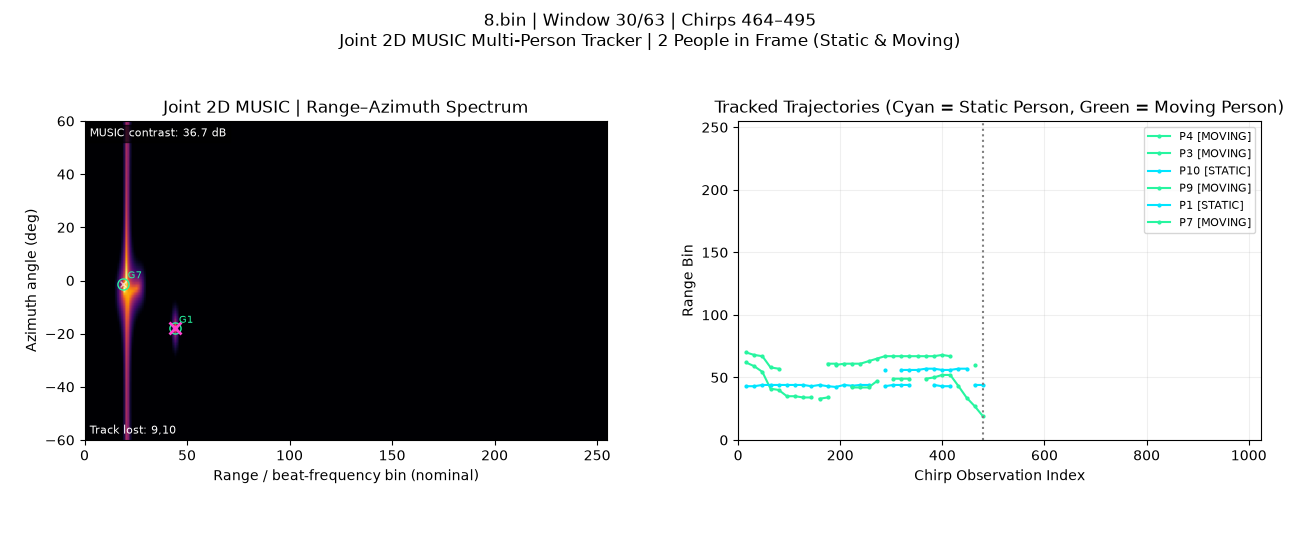 8.bin | Window 30/63 | Chirps 464–495
Joint 2D MUSIC Multi-Person Tracker | 2 People in Frame (Static & Moving)
Joint 2D MUSIC | Range–Azimuth Spectrum
MUSIC contrast: 36.7 dB
G7
G1
Track lost: 9,10
60
40
20
0
−20
−40
−60
Azimuth angle (deg)
0
50
100
150
200
250
Range / beat-frequency bin (nominal)
Tracked Trajectories (Cyan = Static Person, Green = Moving Person)
P4 [MOVING]
P3 [MOVING]
P10 [STATIC]
P9 [MOVING]
P1 [STATIC]
P7 [MOVING]
250
200
150
100
50
0
Range Bin
0
200
400
600
800
1000
Chirp Observation Index